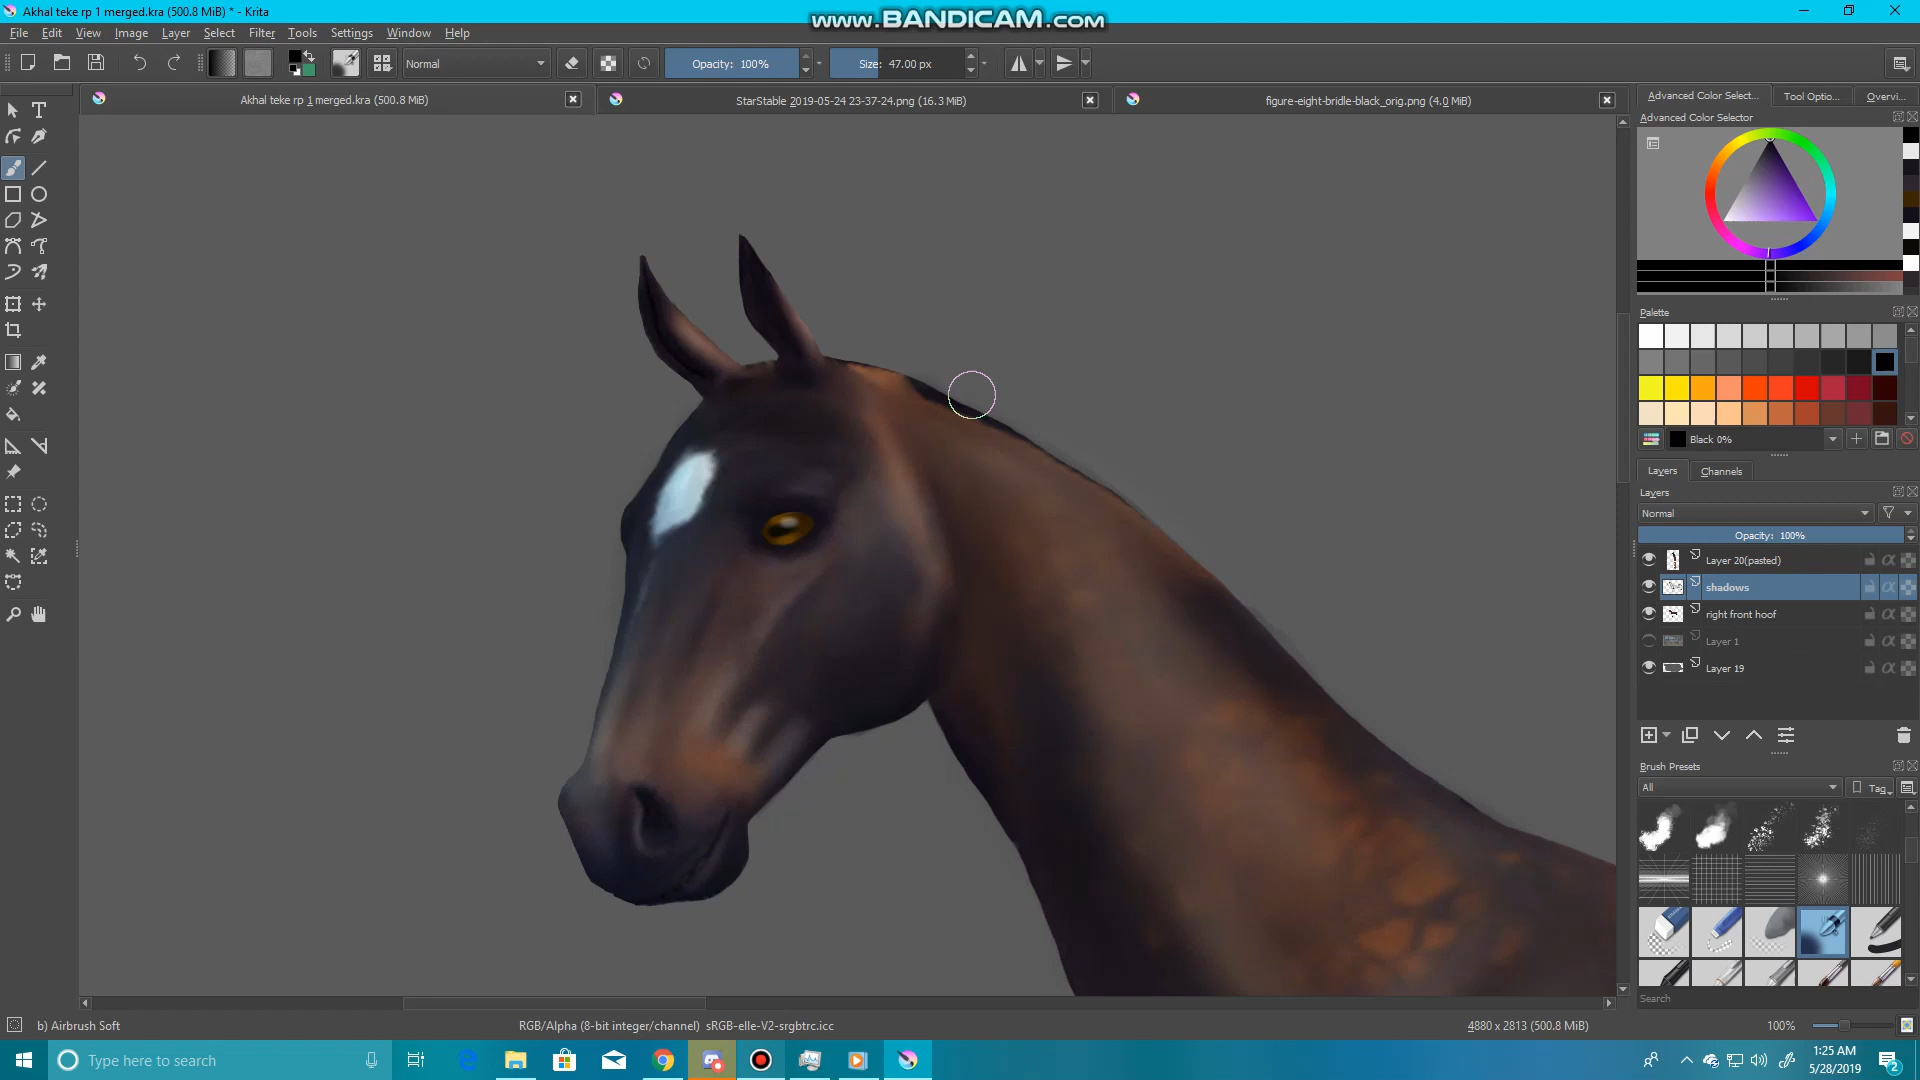 Akhal teke rp 1 merged.kra (500.8 MiB) * - Krita
www.BANDICAM.com
File Edit View Image Layer Select Filter Tools Settings Window Help
Normal
Opacity: 100%
Size: 47.00 px
Akhal teke rp 1 merged.kra (500.8 MiB)
StarStable 2019-05-24 23-37-24.png (16.3 MiB)
figure-eight-bridle-black_orig.png (4.0 MiB)
Advanced Color Select...
Tool Optio...
Overvi...
Advanced Color Selector
Palette
Black 0%
Layers
Channels
Layers
Normal
Opacity: 100%
Layer 20(pasted)
shadows
right front hoof
Layer 1
Layer 19
Brush Presets
All
Tag
Search
b) Airbrush Soft
RGB/Alpha (8-bit integer/channel) sRGB-elle-V2-srgbtrc.icc
4880 x 2813 (500.8 MiB)
100%
Type here to search
1:25 AM
5/28/2019
2